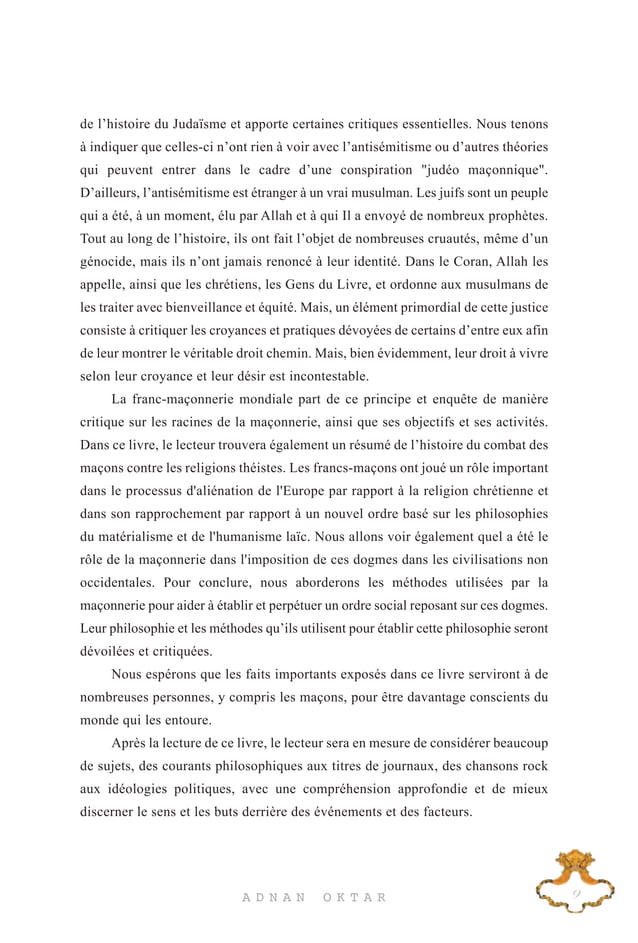 de l’histoire du Judaïsme et apporte certaines critiques essentielles. Nous tenons
à indiquer que celles-ci n’ont rien à voir avec l’antisémitisme ou d’autres théories
qui peuvent entrer dans le cadre d’une conspiration "judéo maçonnique".
D’ailleurs, l’antisémitisme est étranger à un vrai musulman. Les juifs sont un peuple
qui a été, à un moment, élu par Allah et à qui Il a envoyé de nombreux prophètes.
Tout au long de l’histoire, ils ont fait l’objet de nombreuses cruautés, même d’un
génocide, mais ils n’ont jamais renoncé à leur identité. Dans le Coran, Allah les
appelle, ainsi que les chrétiens, les Gens du Livre, et ordonne aux musulmans de
les traiter avec bienveillance et équité. Mais, un élément primordial de cette justice
consiste à critiquer les croyances et pratiques dévoyées de certains d’entre eux afin
de leur montrer le véritable droit chemin. Mais, bien évidemment, leur droit à vivre
selon leur croyance et leur désir est incontestable.
La franc-maçonnerie mondiale part de ce principe et enquête de manière
critique sur les racines de la maçonnerie, ainsi que ses objectifs et ses activités.
Dans ce livre, le lecteur trouvera également un résumé de l’histoire du combat des
maçons contre les religions théistes. Les francs-maçons ont joué un rôle important
dans le processus d'aliénation de l'Europe par rapport à la religion chrétienne et
dans son rapprochement par rapport à un nouvel ordre basé sur les philosophies
du matérialisme et de l'humanisme laïc. Nous allons voir également quel a été le
rôle de la maçonnerie dans l'imposition de ces dogmes dans les civilisations non
occidentales. Pour conclure, nous aborderons les méthodes utilisées par la
maçonnerie pour aider à établir et perpétuer un ordre social reposant sur ces dogmes.
Leur philosophie et les méthodes qu’ils utilisent pour établir cette philosophie seront
dévoilées et critiquées.
Nous espérons que les faits importants exposés dans ce livre serviront à de
nombreuses personnes, y compris les maçons, pour être davantage conscients du
monde qui les entoure.
Après la lecture de ce livre, le lecteur sera en mesure de considérer beaucoup
de sujets, des courants philosophiques aux titres de journaux, des chansons rock
aux idéologies politiques, avec une compréhension approfondie et de mieux
discerner le sens et les buts derrière des événements et des facteurs.
ADNAN OKTAR
9